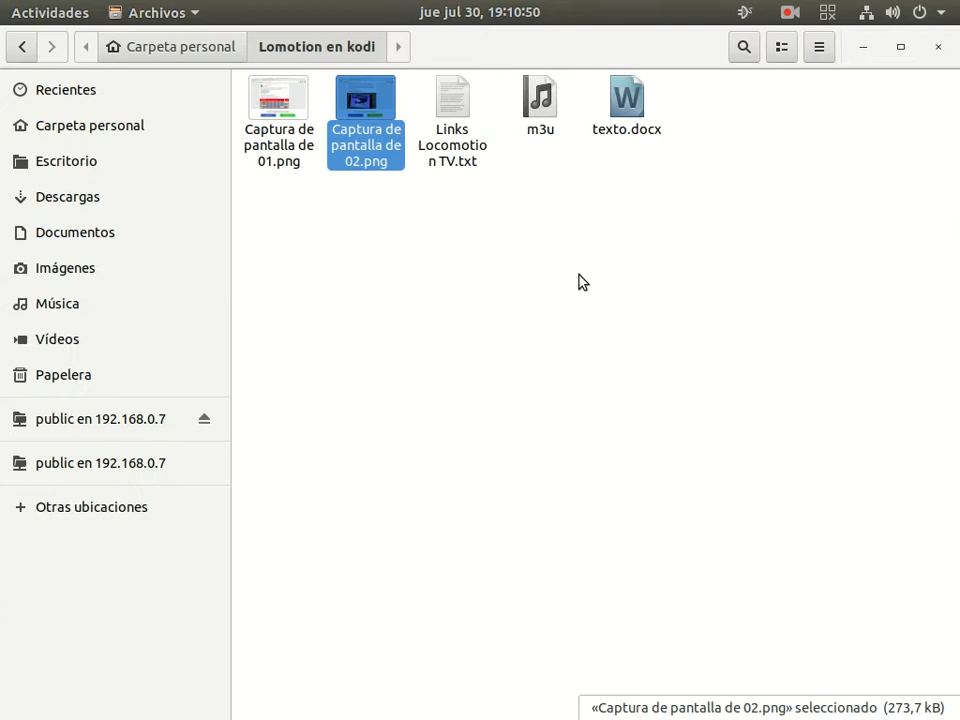 Actividades
Archivos
jue jul 30, 19:10:50
Carpeta personal
Lomotion en kodi
Recientes
Carpeta personal
Escritorio
Descargas
Documentos
Imágenes
Música
Vídeos
Papelera
public en 192.168.0.7
public en 192.168.0.7
+ Otras ubicaciones
Captura de
pantalla de
01.png
Captura de
pantalla de
02.png
Links
Locomotio
n TV.txt
m3u
W
texto.docx
«Captura de pantalla de 02.png» seleccionado (273,7 kB)